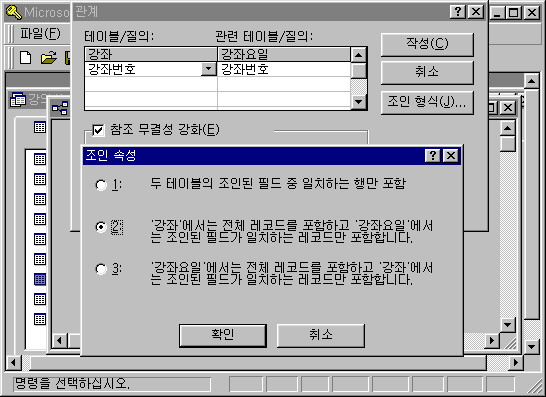 Microso
관계
파일(F)
테이블/질의:
관련 테이블/질의:
강좌
강좌요일
강좌번호
강좌번호
작성(C)
취소
조인 형식(J)...
참조 무결성 강화(E)
조인 속성
1:
두 테이블의 조인된 필드 중 일치하는 행만 포함
2:
'강좌'에서는 전체 레코드를 포함하고 '강좌요일'에서
는 조인된 필드가 일치하는 레코드만 포함합니다.
3:
'강좌요일'에서는 전체 레코드를 포함하고 '강좌'에서
는 조인된 필드가 일치하는 레코드만 포함합니다.
확인
취소
명령을 선택하십시오.